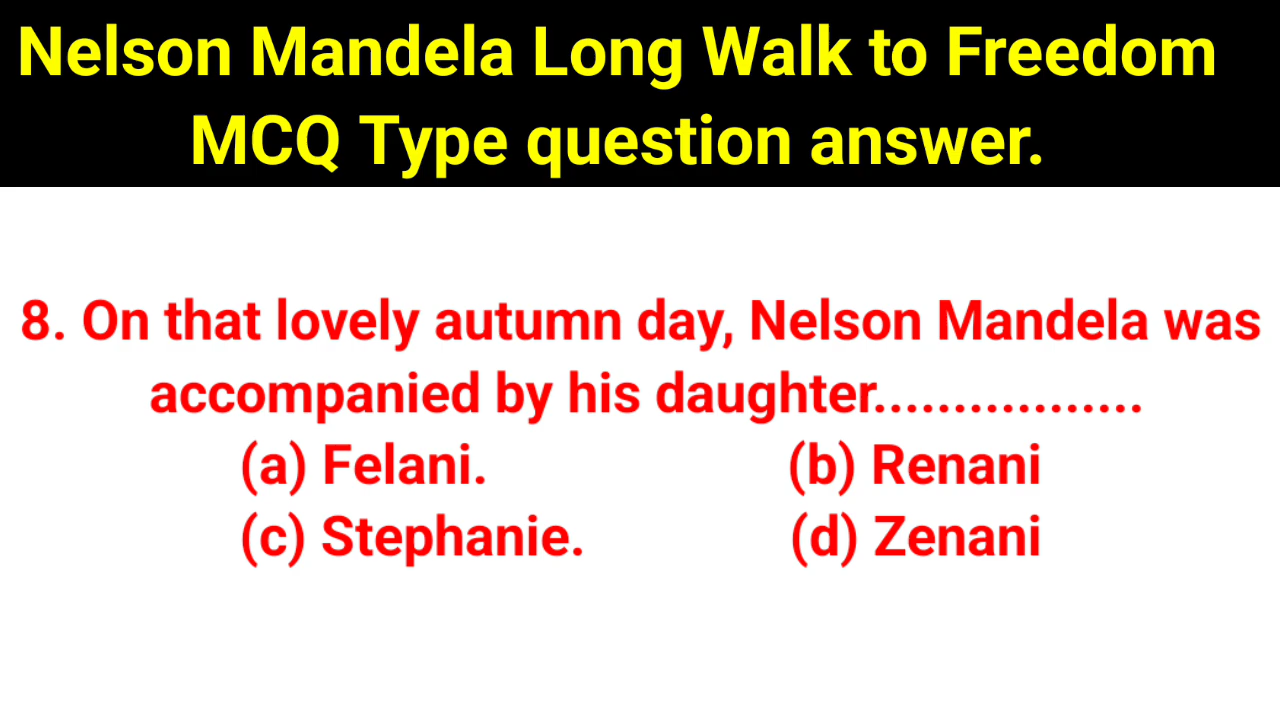 Nelson Mandela Long Walk to Freedom
MCQ Type question answer.
8. On that lovely autumn day, Nelson Mandela was
accompanied by his daughter.................
(a) Felani. (b) Renani
(c) Stephanie. (d) Zenani